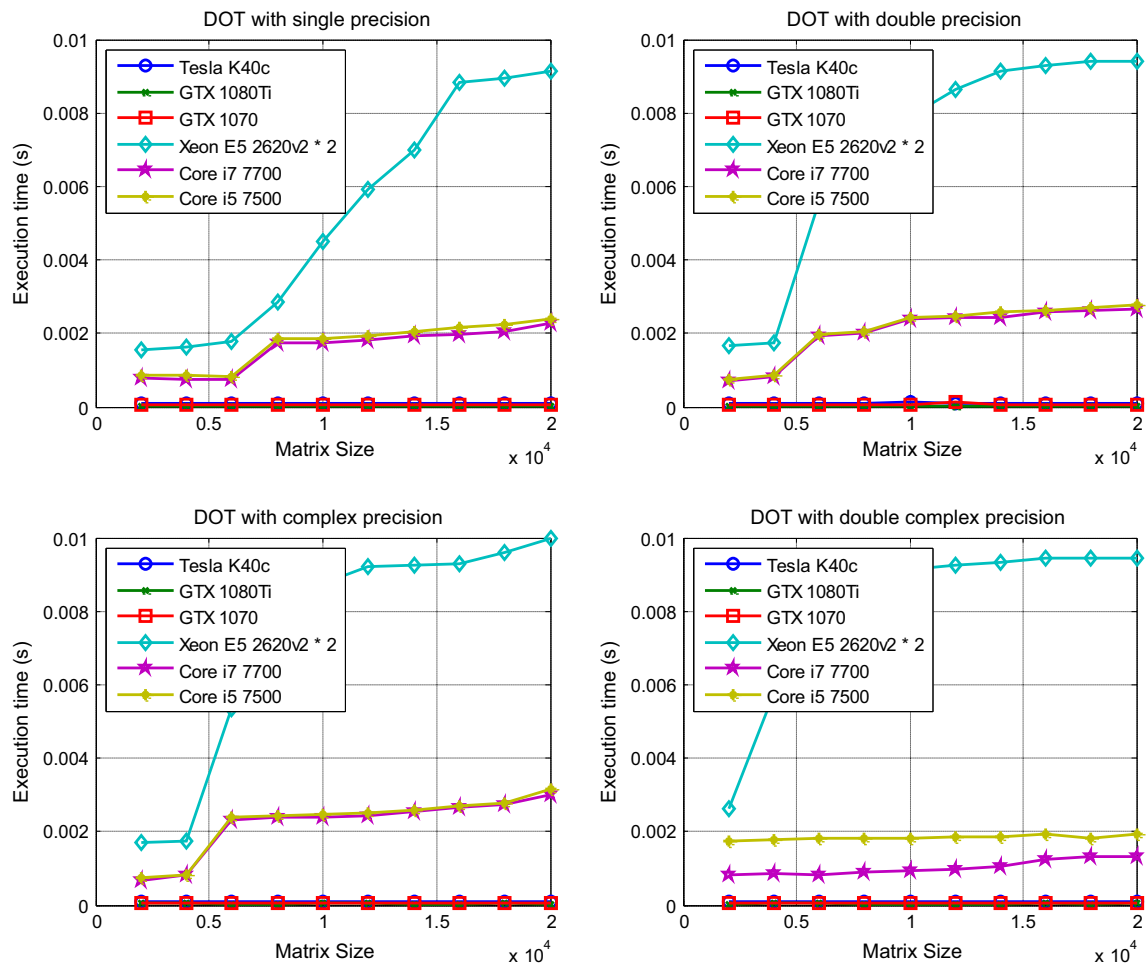 DOT with single precision
0.01
0.008
0.006
0.004
0.002
0
Execution time (s)
Tesla K40c
GTX 1080Ti
GTX 1070
Xeon E5 2620v2 * 2
Core i7 7700
Core i5 7500
0 0.5 1 1.5 2
Matrix Size
x 10^4
DOT with double precision
0.01
0.008
0.006
0.004
0.002
0
Execution time (s)
Tesla K40c
GTX 1080Ti
GTX 1070
Xeon E5 2620v2 * 2
Core i7 7700
Core i5 7500
0 0.5 1 1.5 2
Matrix Size
x 10^4
DOT with complex precision
0.01
0.008
0.006
0.004
0.002
0
Execution time (s)
Tesla K40c
GTX 1080Ti
GTX 1070
Xeon E5 2620v2 * 2
Core i7 7700
Core i5 7500
0 0.5 1 1.5 2
Matrix Size
x 10^4
DOT with double complex precision
0.01
0.008
0.006
0.004
0.002
0
Execution time (s)
Tesla K40c
GTX 1080Ti
GTX 1070
Xeon E5 2620v2 * 2
Core i7 7700
Core i5 7500
0 0.5 1 1.5 2
Matrix Size
x 10^4